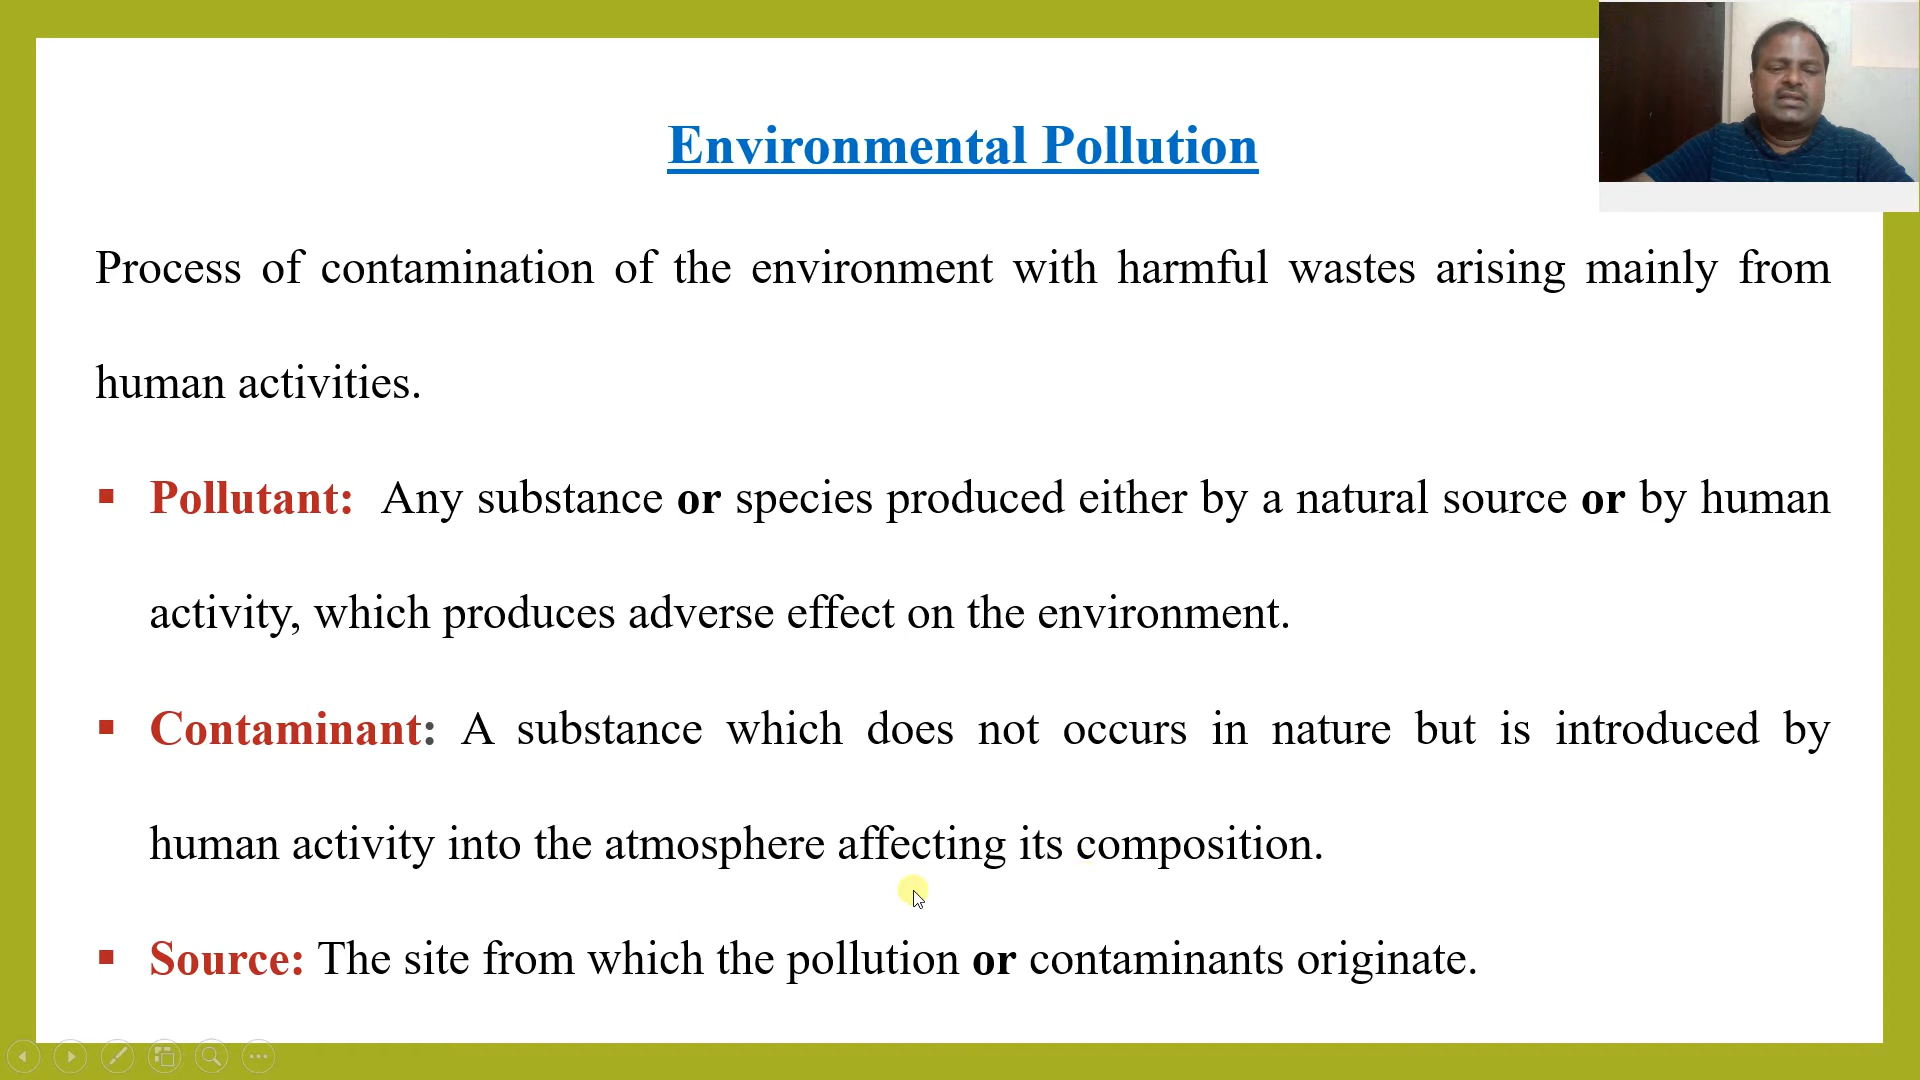 Environmental Pollution
Process of contamination of the environment with harmful wastes arising mainly from
human activities.
▪ Pollutant: Any substance or species produced either by a natural source or by human
activity, which produces adverse effect on the environment.
▪ Contaminant: A substance which does not occurs in nature but is introduced by
human activity into the atmosphere affecting its composition.
▪ Source: The site from which the pollution or contaminants originate.